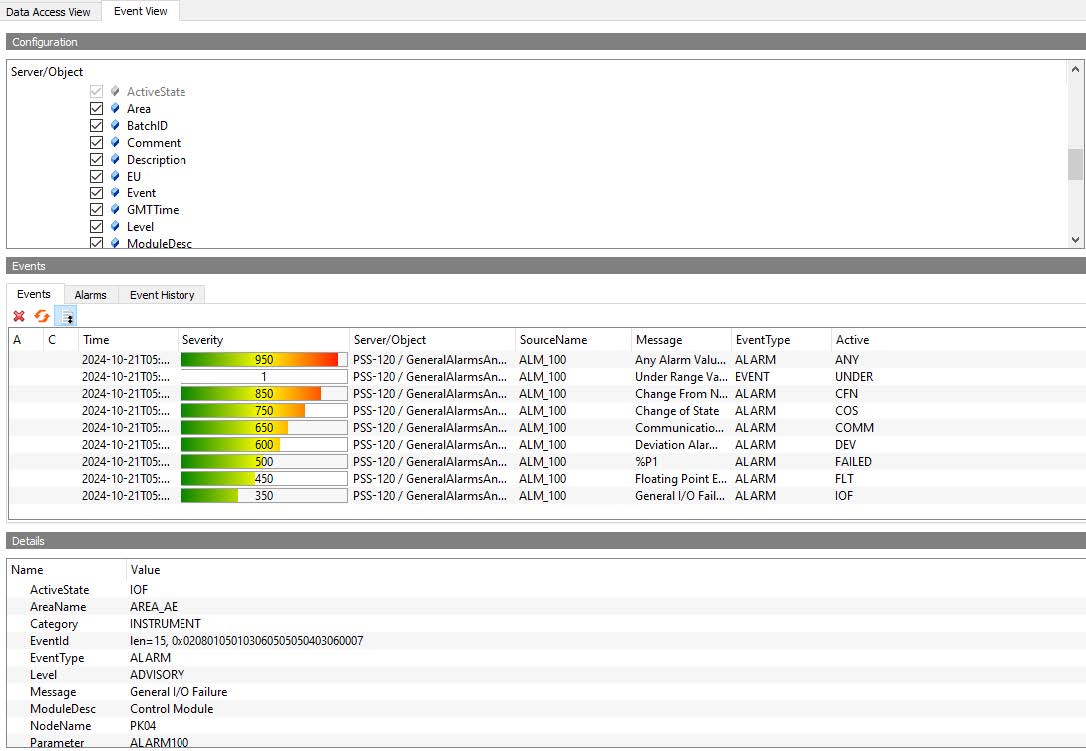 Data Access View Event View
Configuration
Server/Object
ActiveState
Area
BatchID
Comment
Description
EU
Event
GMTTime
Level
ModuleDesc
Events
Events Alarms Event History
A C Time Severity Server/Object SourceName Message EventType Active
2024-10-21T05:... 950 PSS-120 / GeneralAlarmsAn... ALM_100 Any Alarm Valu... ALARM ANY
2024-10-21T05:... 1 PSS-120 / GeneralAlarmsAn... ALM_100 Under Range Va... EVENT UNDER
2024-10-21T05:... 850 PSS-120 / GeneralAlarmsAn... ALM_100 Change From N... ALARM CFN
2024-10-21T05:... 750 PSS-120 / GeneralAlarmsAn... ALM_100 Change of State ALARM COS
2024-10-21T05:... 650 PSS-120 / GeneralAlarmsAn... ALM_100 Communicatio... ALARM COMM
2024-10-21T05:... 600 PSS-120 / GeneralAlarmsAn... ALM_100 Deviation Alar... ALARM DEV
2024-10-21T05:... 500 PSS-120 / GeneralAlarmsAn... ALM_100 %P1 ALARM FAILED
2024-10-21T05:... 450 PSS-120 / GeneralAlarmsAn... ALM_100 Floating Point E... ALARM FLT
2024-10-21T05:... 350 PSS-120 / GeneralAlarmsAn... ALM_100 General I/O Fail... ALARM IOF
Details
Name Value
ActiveState IOF
AreaName AREA_AE
Category INSTRUMENT
EventId len=15, 0x020801050103060505050403060007
EventType ALARM
Level ADVISORY
Message General I/O Failure
ModuleDesc Control Module
NodeName PK04
Parameter ALARM100